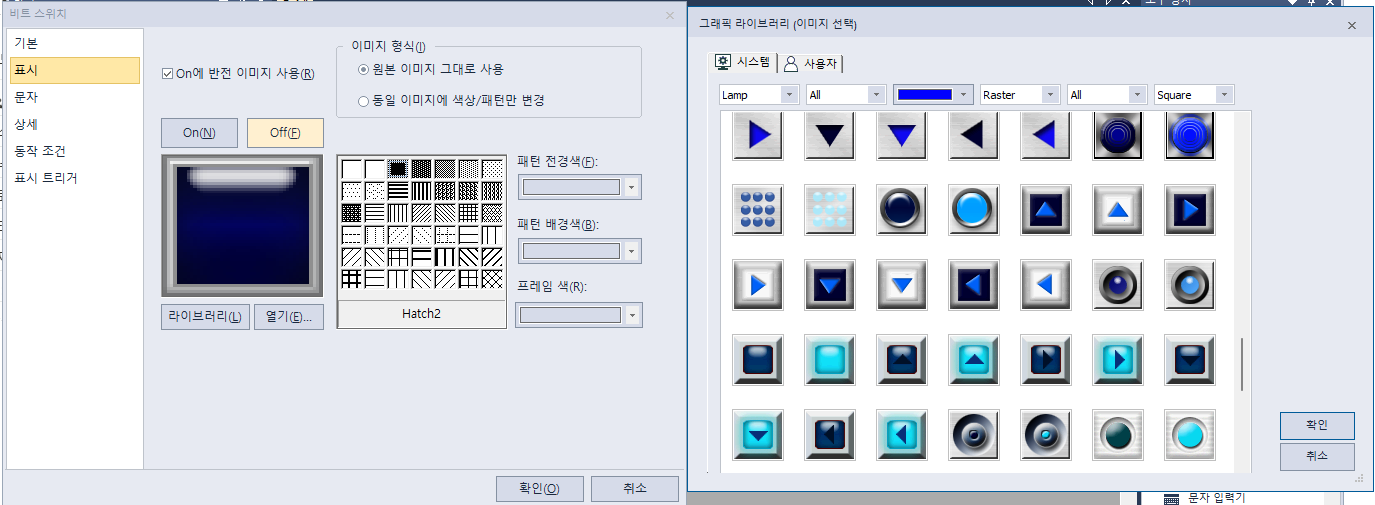 비트 스위치
기본
표시
문자
상세
동작 조건
표시 트리거
On에 반전 이미지 사용(R)
이미지 형식(I)
원본 이미지 그대로 사용
동일 이미지에 색상/패턴만 변경
On(N)
Off(F)
패턴 전경색(F):
패턴 배경색(B):
프레임 색(R):
라이브러리(L)
열기(E)...
Hatch2
확인(O)
취소
그래픽 라이브러리 (이미지 선택)
시스템
사용자
Lamp
All
Raster
All
Square
확인
취소
문자 입력기